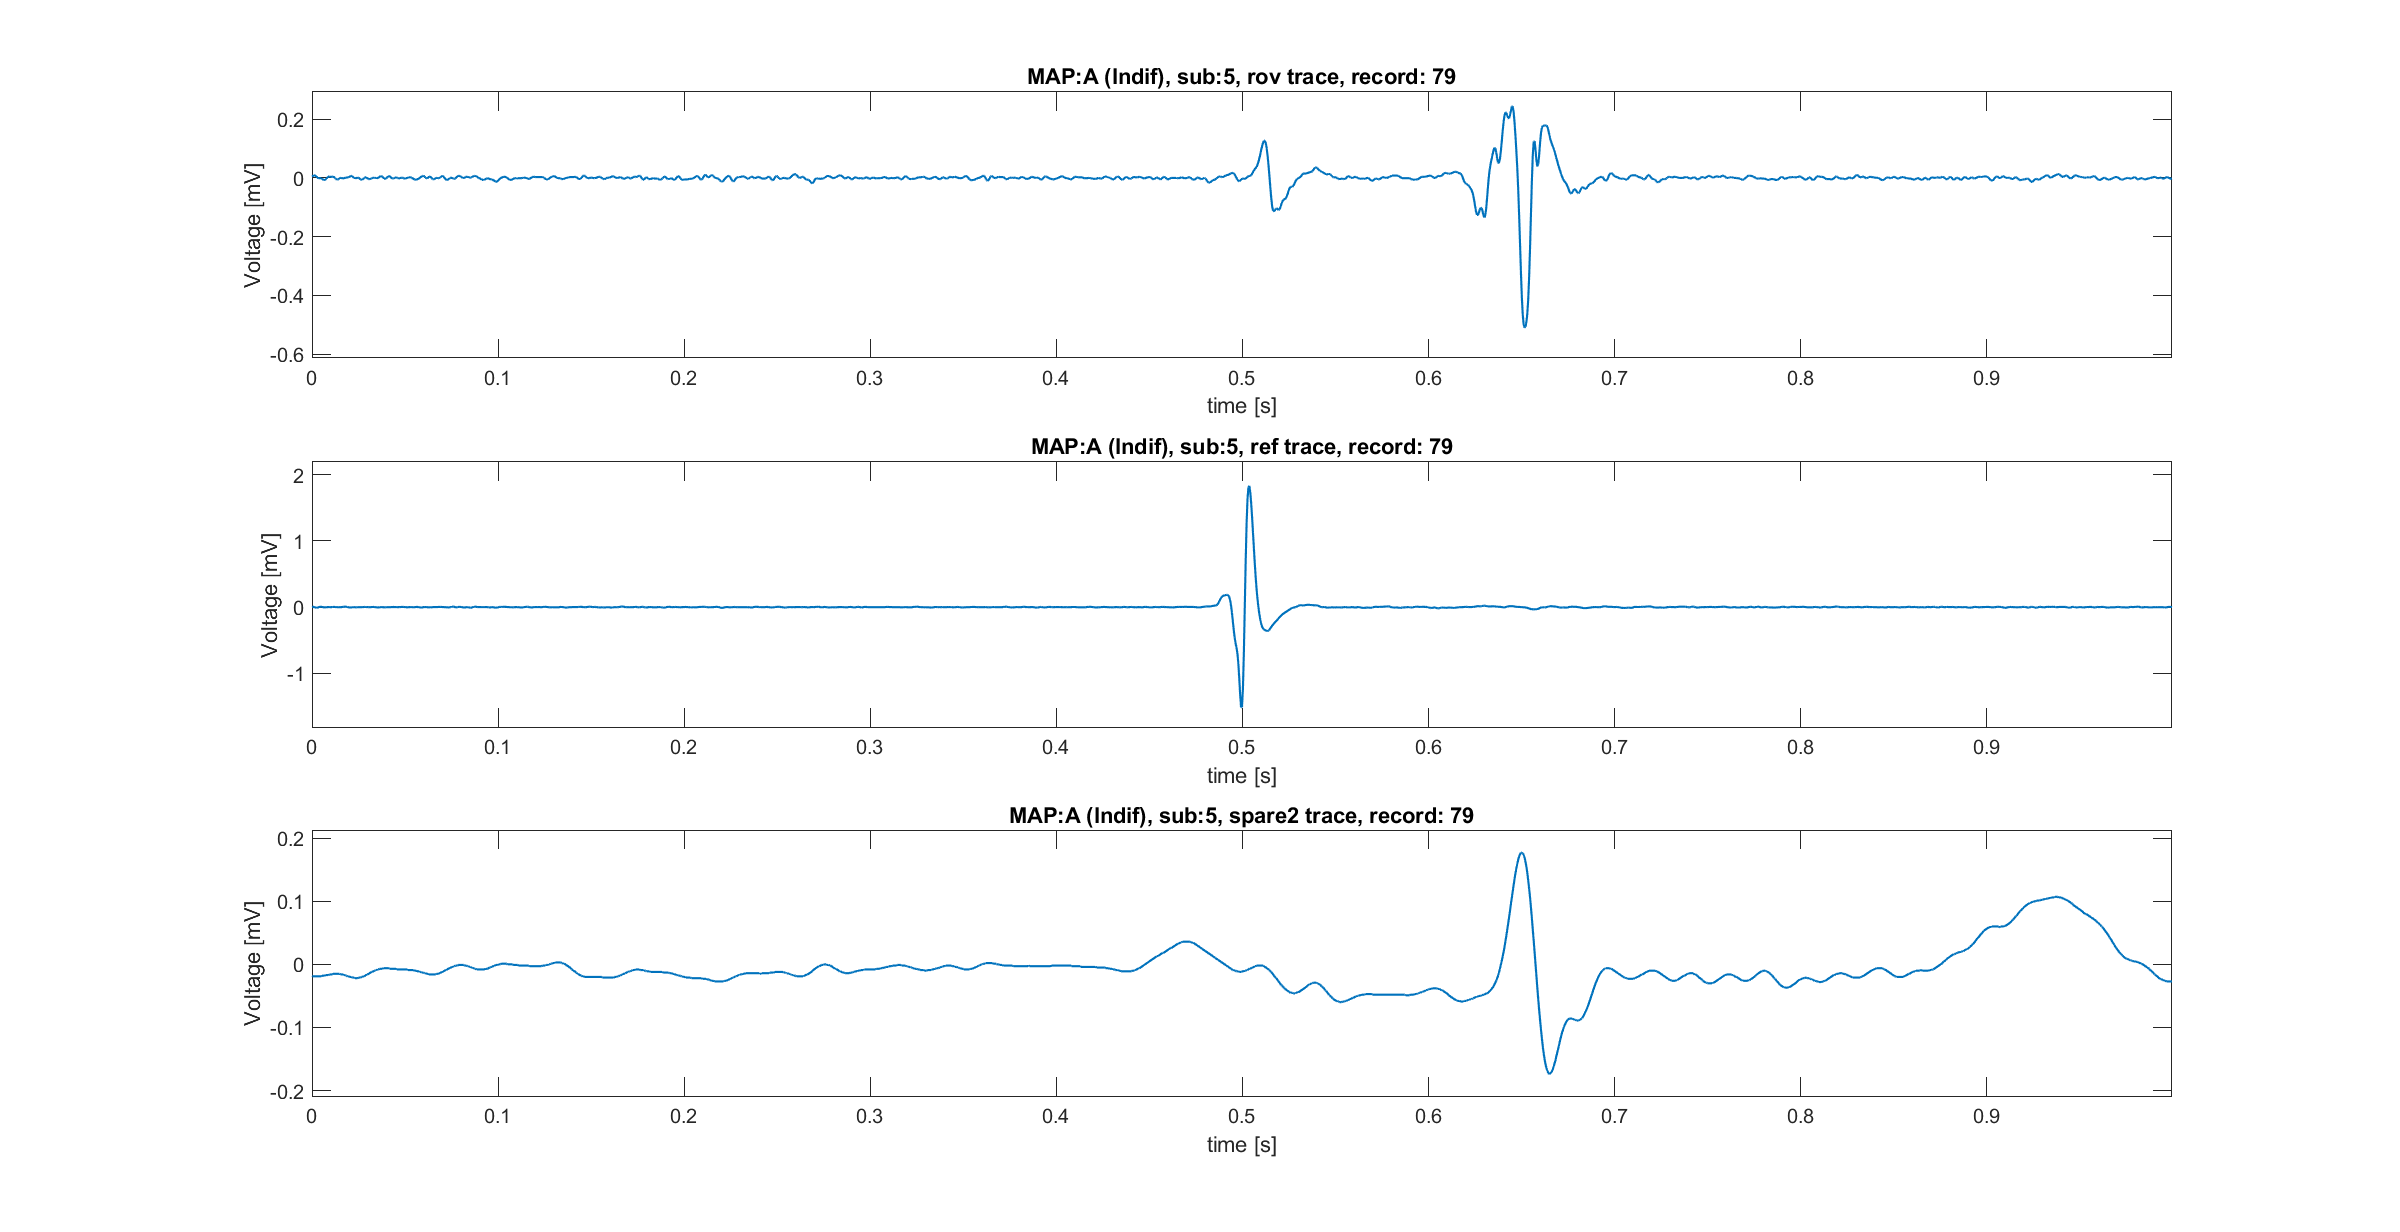 MAP:A (Indif), sub:5, rov trace, record: 79
Voltage [mV]
0.2
0
-0.2
-0.4
-0.6
0 0.1 0.2 0.3 0.4 0.5 0.6 0.7 0.8 0.9
time [s]
MAP:A (Indif), sub:5, ref trace, record: 79
Voltage [mV]
2
1
0
-1
0 0.1 0.2 0.3 0.4 0.5 0.6 0.7 0.8 0.9
time [s]
MAP:A (Indif), sub:5, spare2 trace, record: 79
Voltage [mV]
0.2
0.1
0
-0.1
-0.2
0 0.1 0.2 0.3 0.4 0.5 0.6 0.7 0.8 0.9
time [s]